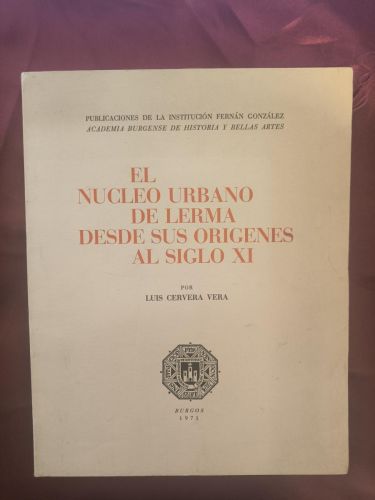 PUBLICACIONES DE LA INSTITUCIÓN FERNÁN GONZÁLEZ
ACADEMIA BURGENSE DE HISTORIA Y BELLAS ARTES
EL
NUCLEO URBANO
DE LERMA
DESDE SUS ORIGENES
AL SIGLO XI
POR
LUIS CERVERA VERA
BURGOS